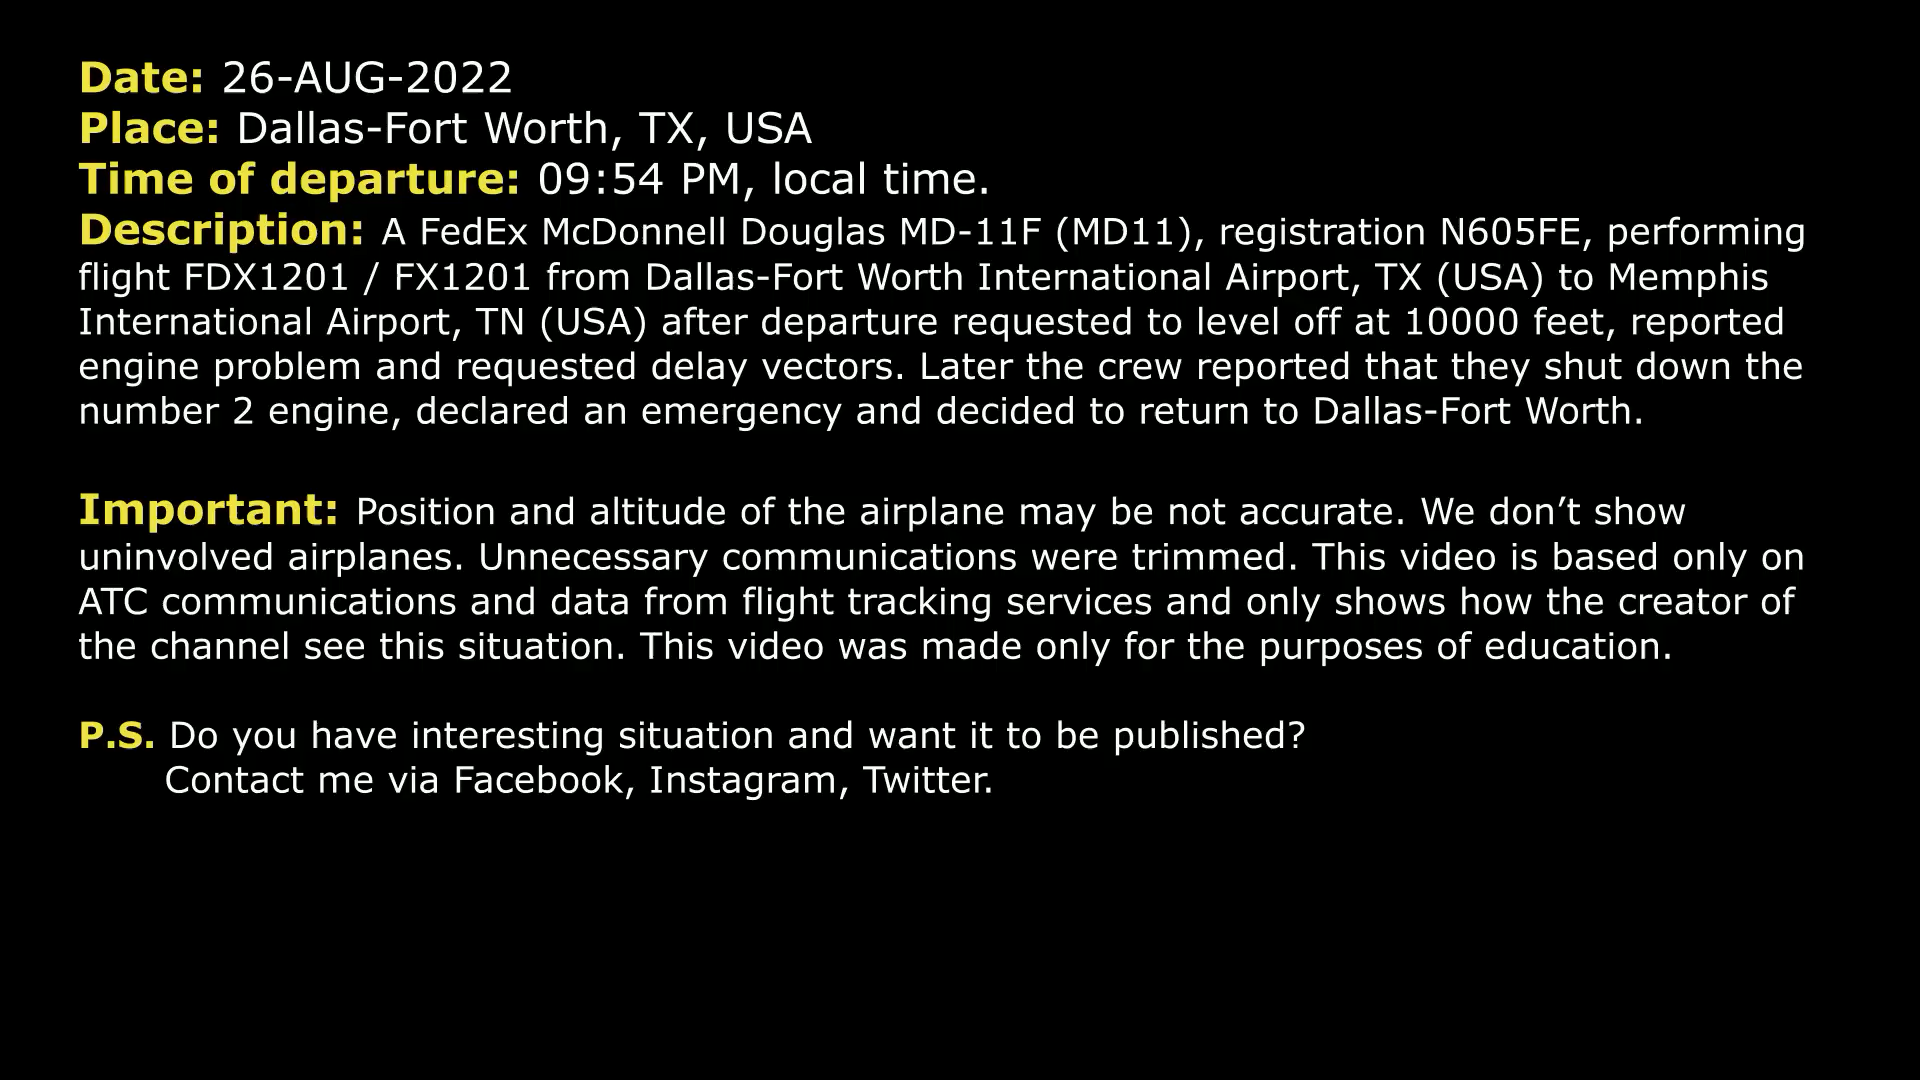 Date: 26-AUG-2022
Place: Dallas-Fort Worth, TX, USA
Time of departure: 09:54 PM, local time.
Description: A FedEx McDonnell Douglas MD-11F (MD11), registration N605FE, performing
flight FDX1201 / FX1201 from Dallas-Fort Worth International Airport, TX (USA) to Memphis
International Airport, TN (USA) after departure requested to level off at 10000 feet, reported
engine problem and requested delay vectors. Later the crew reported that they shut down the
number 2 engine, declared an emergency and decided to return to Dallas-Fort Worth.
Important: Position and altitude of the airplane may be not accurate. We don’t show
uninvolved airplanes. Unnecessary communications were trimmed. This video is based only on
ATC communications and data from flight tracking services and only shows how the creator of
the channel see this situation. This video was made only for the purposes of education.
P.S. Do you have interesting situation and want it to be published?
Contact me via Facebook, Instagram, Twitter.